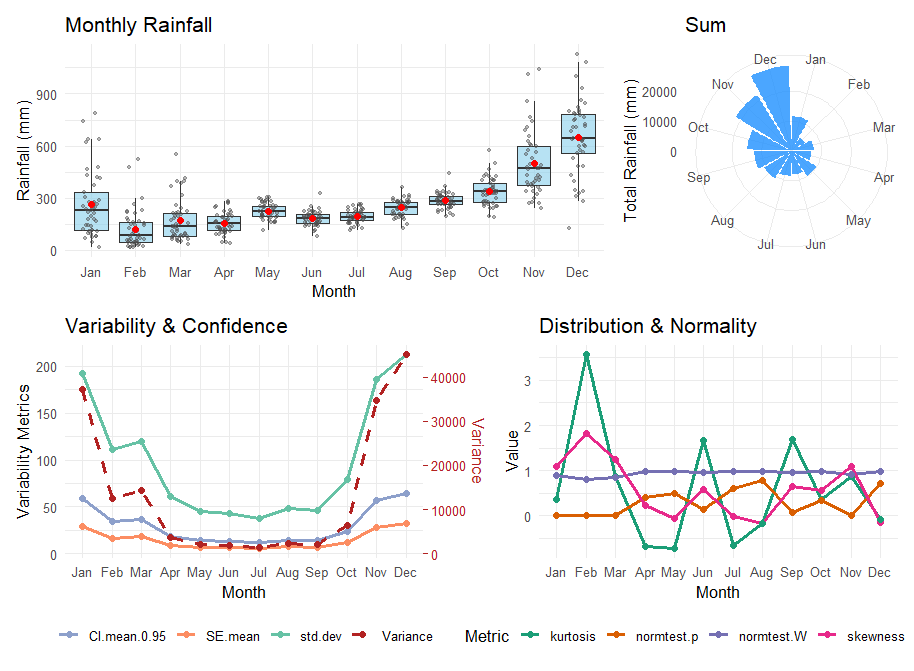 Monthly Rainfall
Rainfall (mm)
900
600
300
0
Jan Feb Mar Apr May Jun Jul Aug Sep Oct Nov Dec
Month
Sum
Total Rainfall (mm)
20000
10000
0
Jan
Feb
Mar
Apr
May
Jun
Jul
Aug
Sep
Oct
Nov
Dec
Variability & Confidence
Variability Metrics
200
150
100
50
0
Variance
40000
30000
20000
10000
0
Jan Feb Mar Apr May Jun Jul Aug Sep Oct Nov Dec
Month
Distribution & Normality
Value
3
2
1
0
Jan Feb Mar Apr May Jun Jul Aug Sep Oct Nov Dec
Month
CI.mean.0.95 SE.mean std.dev Variance
Metric kurtosis normtest.p normtest.W skewness